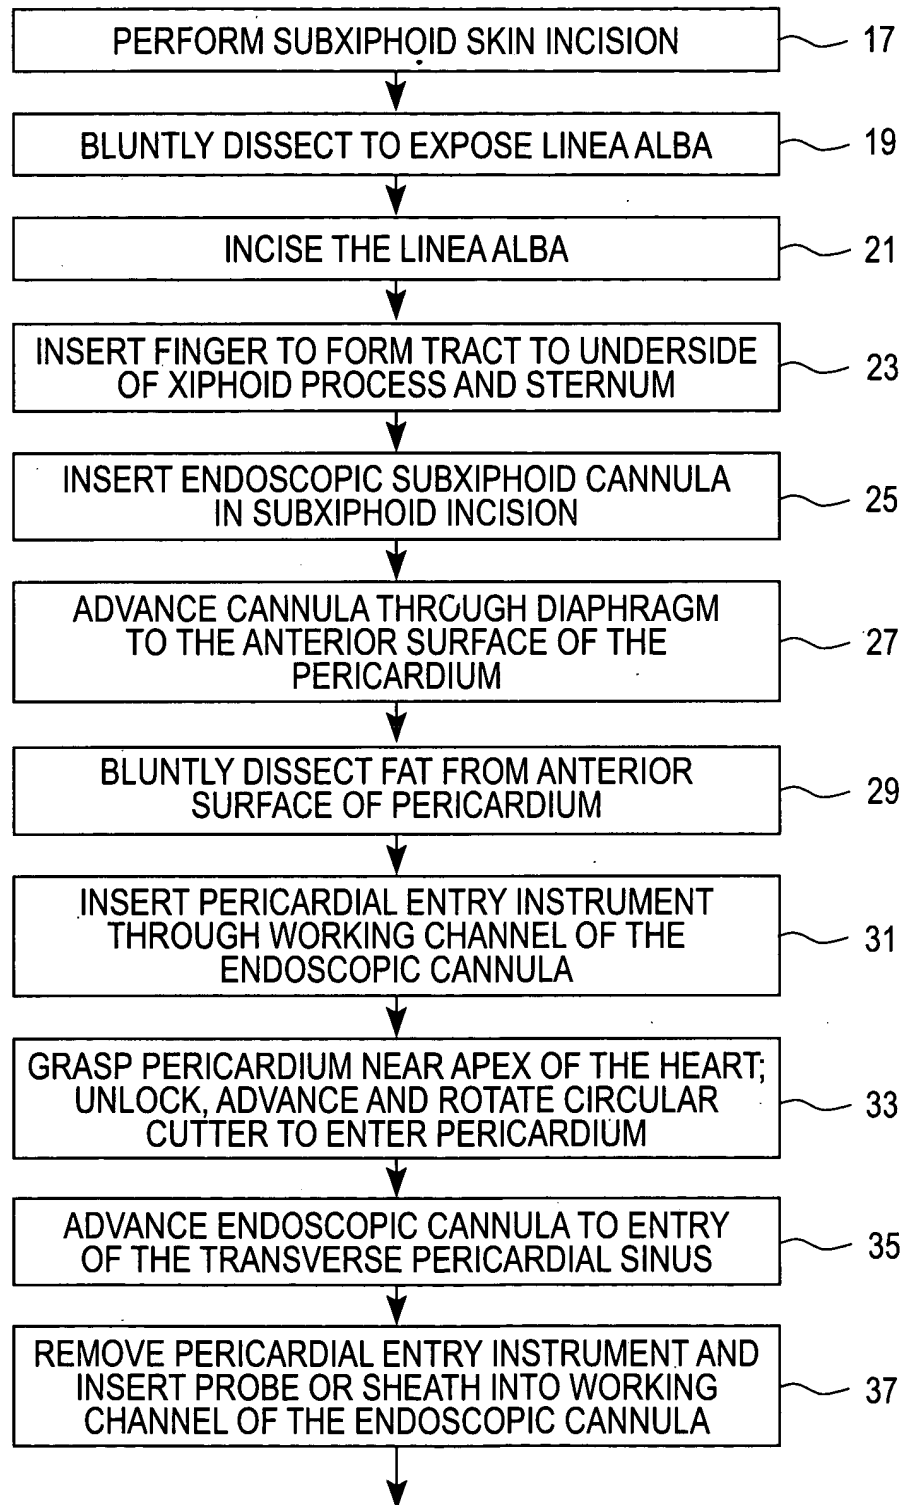 PERFORM SUBXIPHOID SKIN INCISION
17
BLUNTLY DISSECT TO EXPOSE LINEA ALBA
19
INCISE THE LINEA ALBA
21
INSERT FINGER TO FORM TRACT TO UNDERSIDE
OF XIPHOID PROCESS AND STERNUM
23
INSERT ENDOSCOPIC SUBXIPHOID CANNULA
IN SUBXIPHOID INCISION
25
ADVANCE CANNULA THROUGH DIAPHRAGM
TO THE ANTERIOR SURFACE OF THE
PERICARDIUM
27
BLUNTLY DISSECT FAT FROM ANTERIOR
SURFACE OF PERICARDIUM
29
INSERT PERICARDIAL ENTRY INSTRUMENT
THROUGH WORKING CHANNEL OF THE
ENDOSCOPIC CANNULA
31
GRASP PERICARDIUM NEAR APEX OF THE HEART;
UNLOCK, ADVANCE AND ROTATE CIRCULAR
CUTTER TO ENTER PERICARDIUM
33
ADVANCE ENDOSCOPIC CANNULA TO ENTRY
OF THE TRANSVERSE PERICARDIAL SINUS
35
REMOVE PERICARDIAL ENTRY INSTRUMENT AND
INSERT PROBE OR SHEATH INTO WORKING
CHANNEL OF THE ENDOSCOPIC CANNULA
37